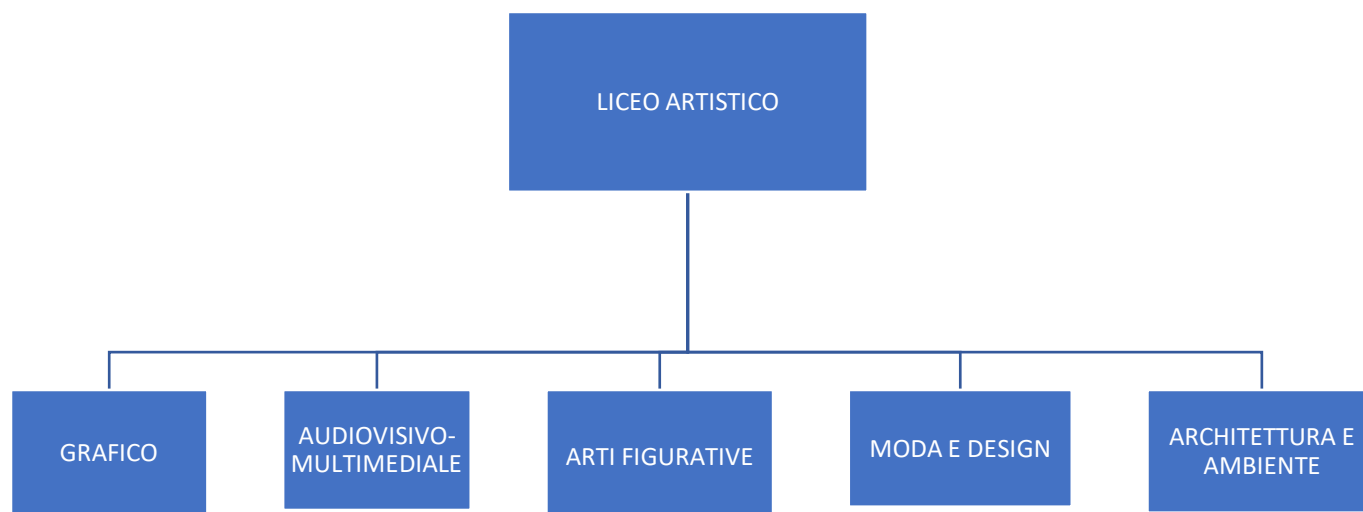 LICEO ARTISTICO
GRAFICO
AUDIOVISIVO-
MULTIMEDIALE
ARTI FIGURATIVE
MODA E DESIGN
ARCHITETTURA E
AMBIENTE